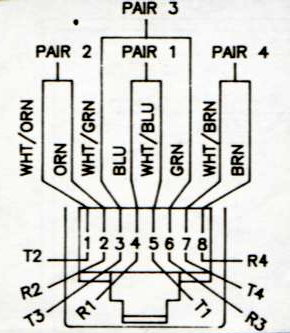 PAIR 3
PAIR 2 PAIR 1 PAIR 4
WHT/ORN
ORN
WHT/GRN
BLU
WHT/BLU
GRN
WHT/BRN
BRN
1 2 3 4 5 6 7 8
T2 R4
R2 T4
T3 R1 T1 R3